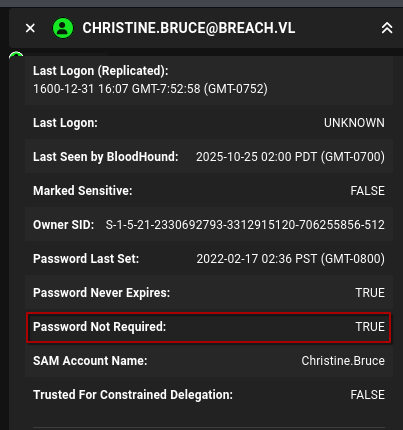 CHRISTINE.BRUCE@BREACH.VL
Last Logon (Replicated):
1600-12-31 16:07 GMT-7:52:58 (GMT-0752)
Last Logon: UNKNOWN
Last Seen by BloodHound: 2025-10-25 02:00 PDT (GMT-0700)
Marked Sensitive: FALSE
Owner SID: S-1-5-21-2330692793-3312915120-706255856-512
Password Last Set: 2022-02-17 02:36 PST (GMT-0800)
Password Never Expires: TRUE
Password Not Required: TRUE
SAM Account Name: Christine.Bruce
Trusted For Constrained Delegation: FALSE